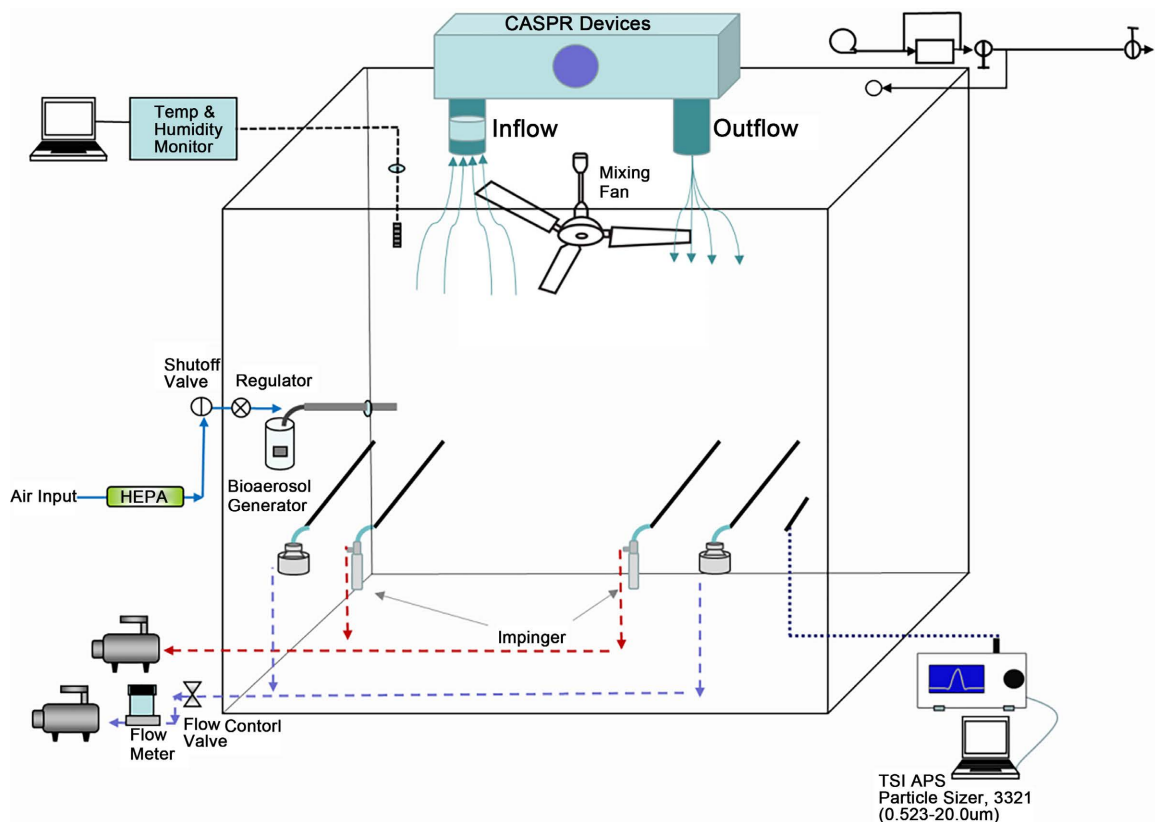 CASPR Devices
Temp &
Humidity
Monitor
Inflow
Outflow
Mixing
Fan
Shutoff
Valve
Regulator
Air Input
HEPA
Bioaerosol
Generator
Impinger
Flow
Meter
Flow Contorl
Valve
TSI APS
Particle Sizer, 3321
(0.523-20.0um)